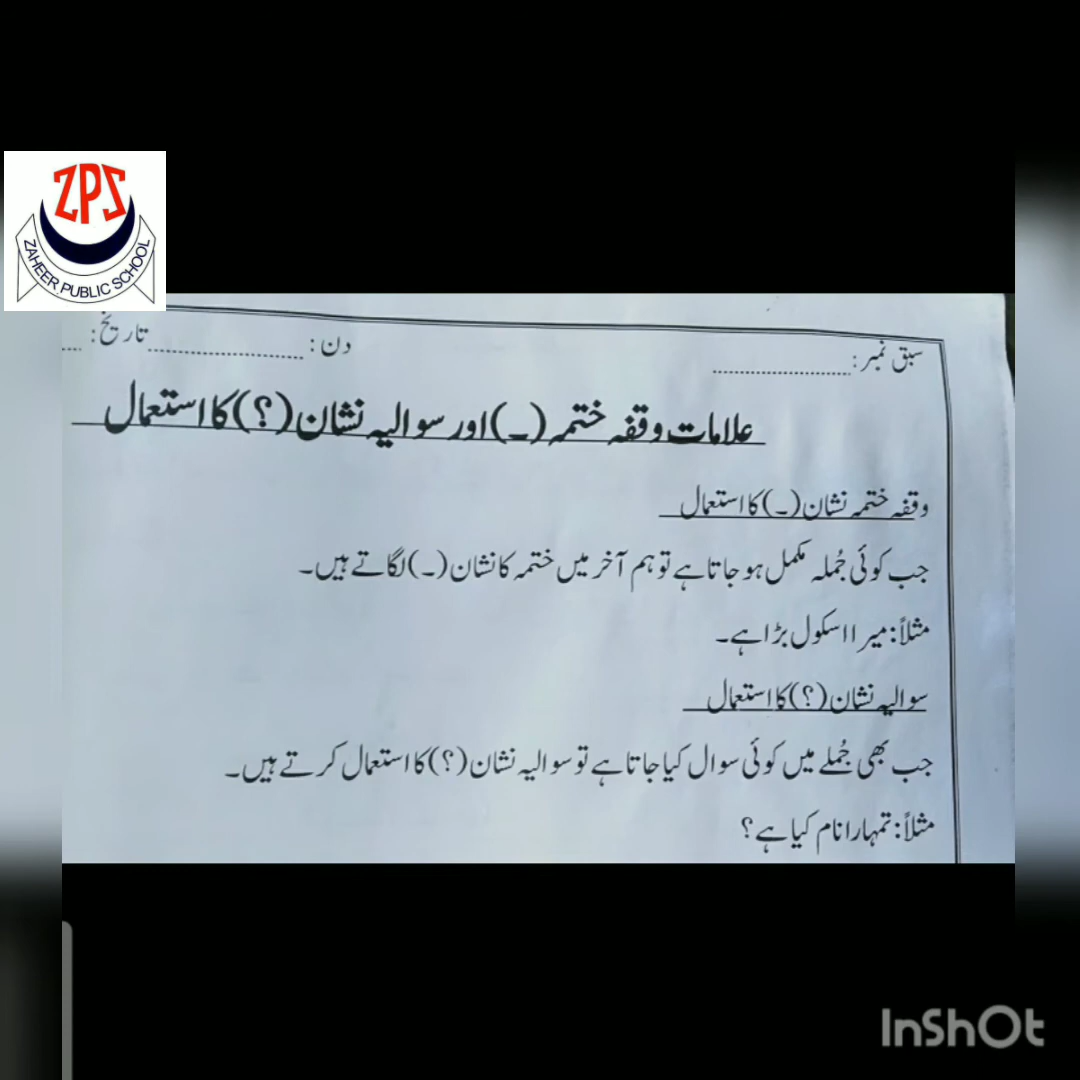 ZPS
ZAHEER PUBLIC SCHOOL
سبق نمبر: .................... دن: .................... تاریخ: ...
علامات وقفہ ختمہ (۔) اور سوالیہ نشان (؟) کا استعمال
وقفہ ختمہ نشان (۔) کا استعمال
جب کوئی جُملہ مکمل ہو جاتا ہے تو ہم آخر میں ختمہ کا نشان (۔) لگاتے ہیں۔
مثلاً: میرا اسکول بڑا ہے۔
سوالیہ نشان (؟) کا استعمال
جب بھی جُملے میں کوئی سوال کیا جاتا ہے تو سوالیہ نشان (؟) کا استعمال کرتے ہیں۔
مثلاً: تمہارا نام کیا ہے؟
InShOt